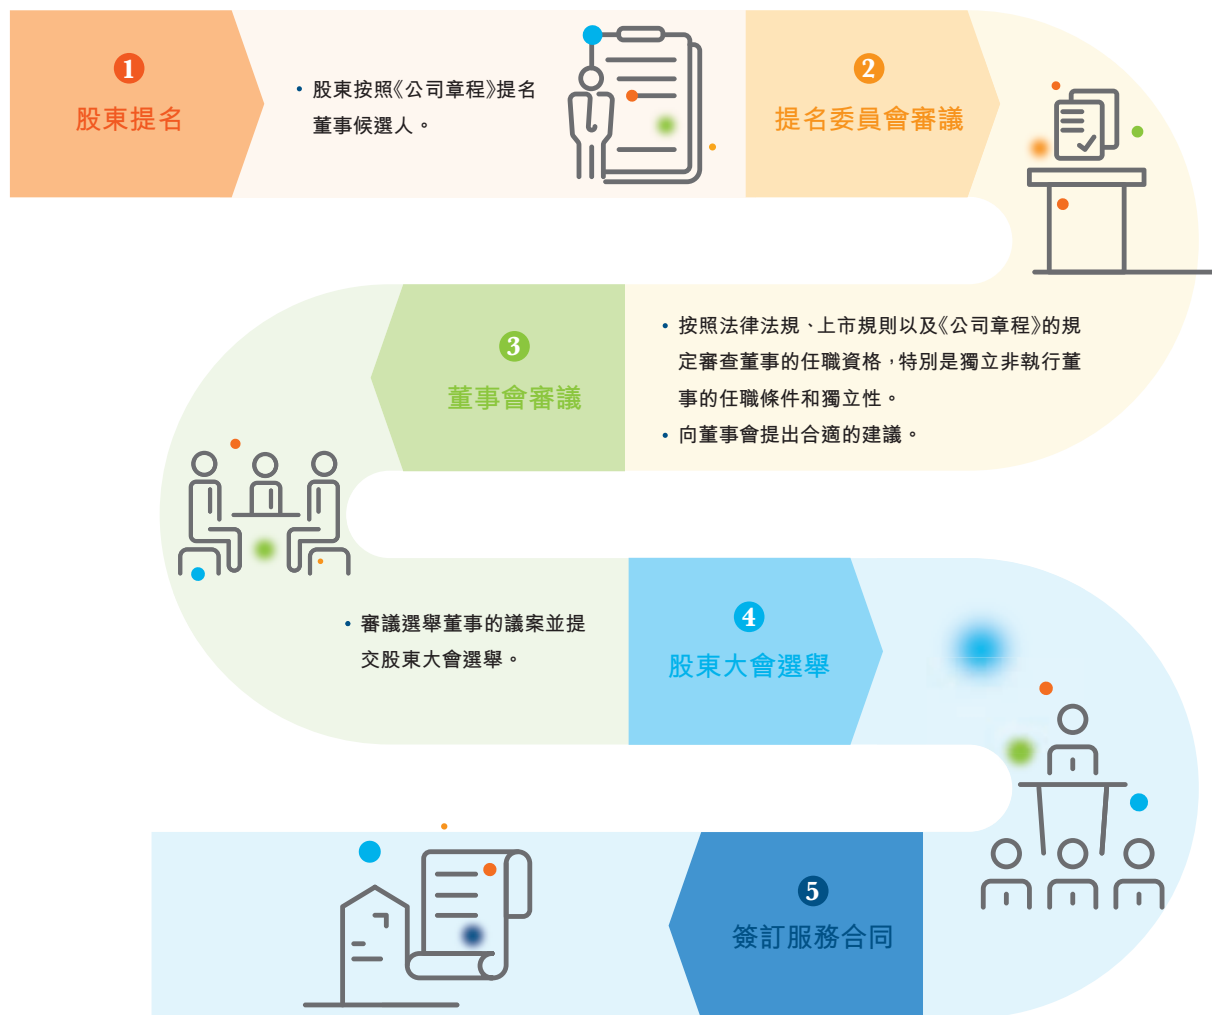 1
股東提名
• 股東按照《公司章程》提名
董事候選人。
2
提名委員會審議
• 按照法律法規、上市規則以及《公司章程》的規
定審查董事的任職資格，特別是獨立非執行董
事的任職條件和獨立性。
• 向董事會提出合適的建議。
3
董事會審議
• 審議選舉董事的議案並提
交股東大會選舉。
4
股東大會選舉
5
簽訂服務合同